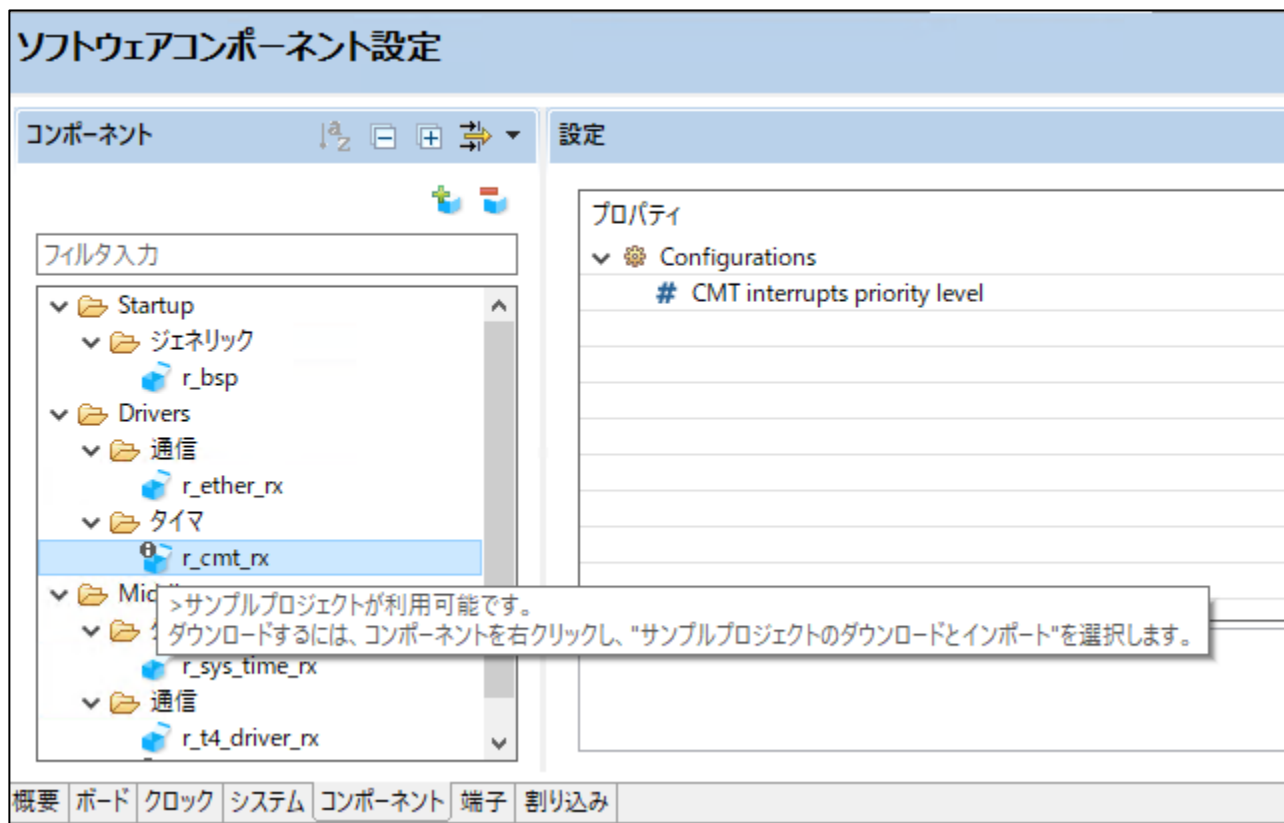 ソフトウェアコンポーネント設定
コンポーネント
設定
フィルタ入力
Startup
ジェネリック
r_bsp
Drivers
通信
r_ether_rx
タイマ
r_cmt_rx
>サンプルプロジェクトが利用可能です。
ダウンロードするには、コンポーネントを右クリックし、"サンプルプロジェクトのダウンロードとインポート"を選択します。
r_sys_time_rx
通信
r_t4_driver_rx
プロパティ
Configurations
# CMT interrupts priority level
概要 ボード クロック システム コンポーネント 端子 割り込み